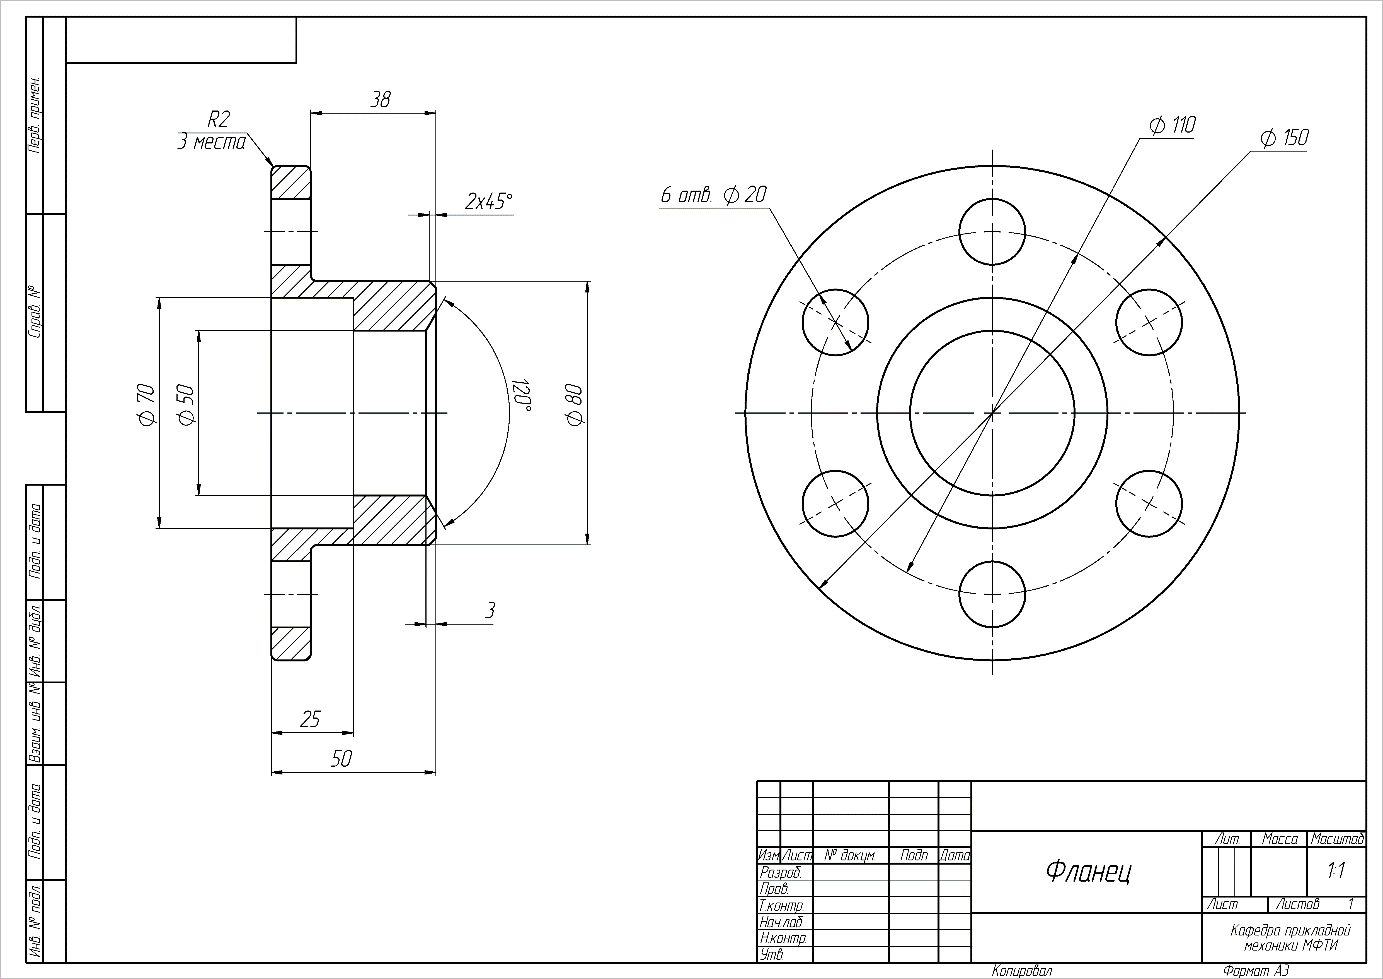 Перв. примен.
Справ. №
Подп. и дата
Инв. № дубл.
Взаим. инв. №
Подп. и дата
Инв. № подл.
R2
3 места
38
2x45°
⌀ 70
⌀ 50
120°
⌀ 80
3
25
50
6 отв. ⌀ 20
⌀ 110
⌀ 150
Изм. Лист № докум. Подп. Дата
Разраб.
Пров.
Т.контр.
Нач.лаб.
Н.контр.
Утв.
Фланец
Лит. Масса Масштаб
1:1
Лист Листов 1
Кафедра прикладной
механики МФТИ
Копировал Формат А3